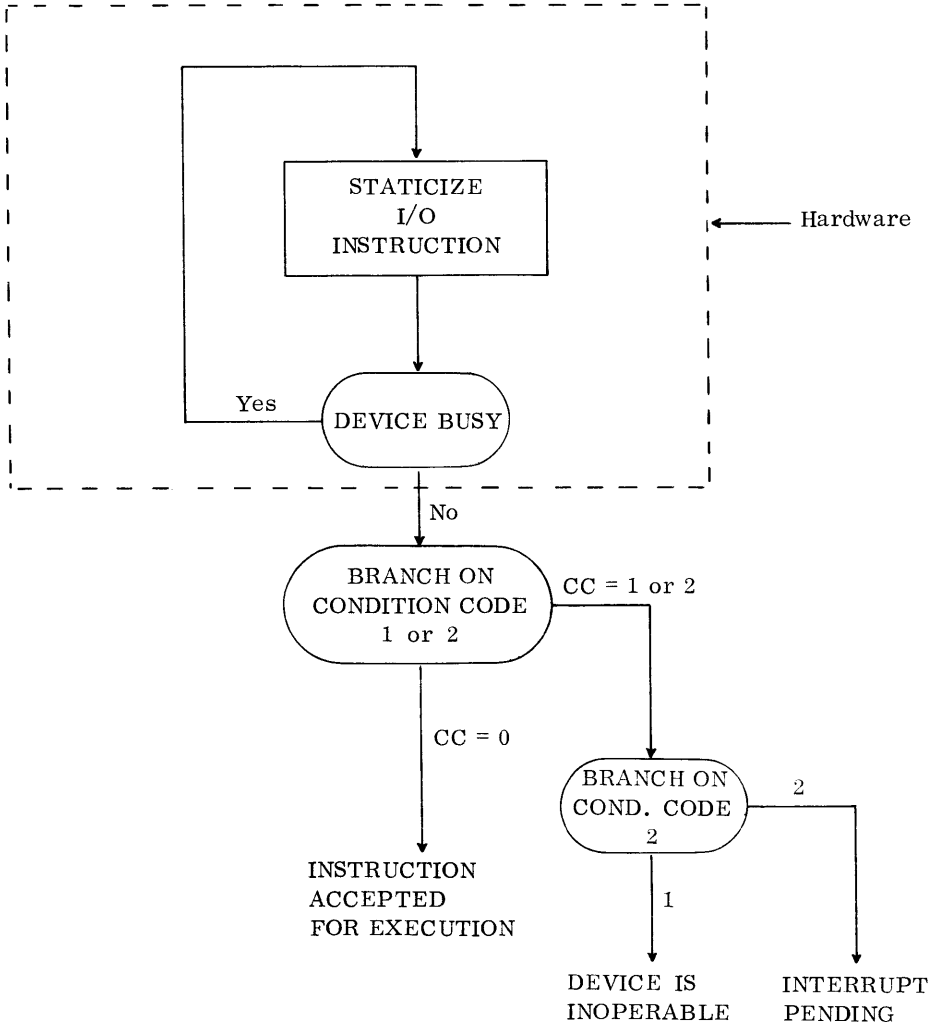 STATICIZE
I/O
INSTRUCTION
Hardware
Yes
DEVICE BUSY
No
BRANCH ON
CONDITION CODE
1 or 2
CC = 1 or 2
CC = 0
BRANCH ON
COND. CODE
2
2
INSTRUCTION
ACCEPTED
FOR EXECUTION
1
DEVICE IS
INOPERABLE
INTERRUPT
PENDING